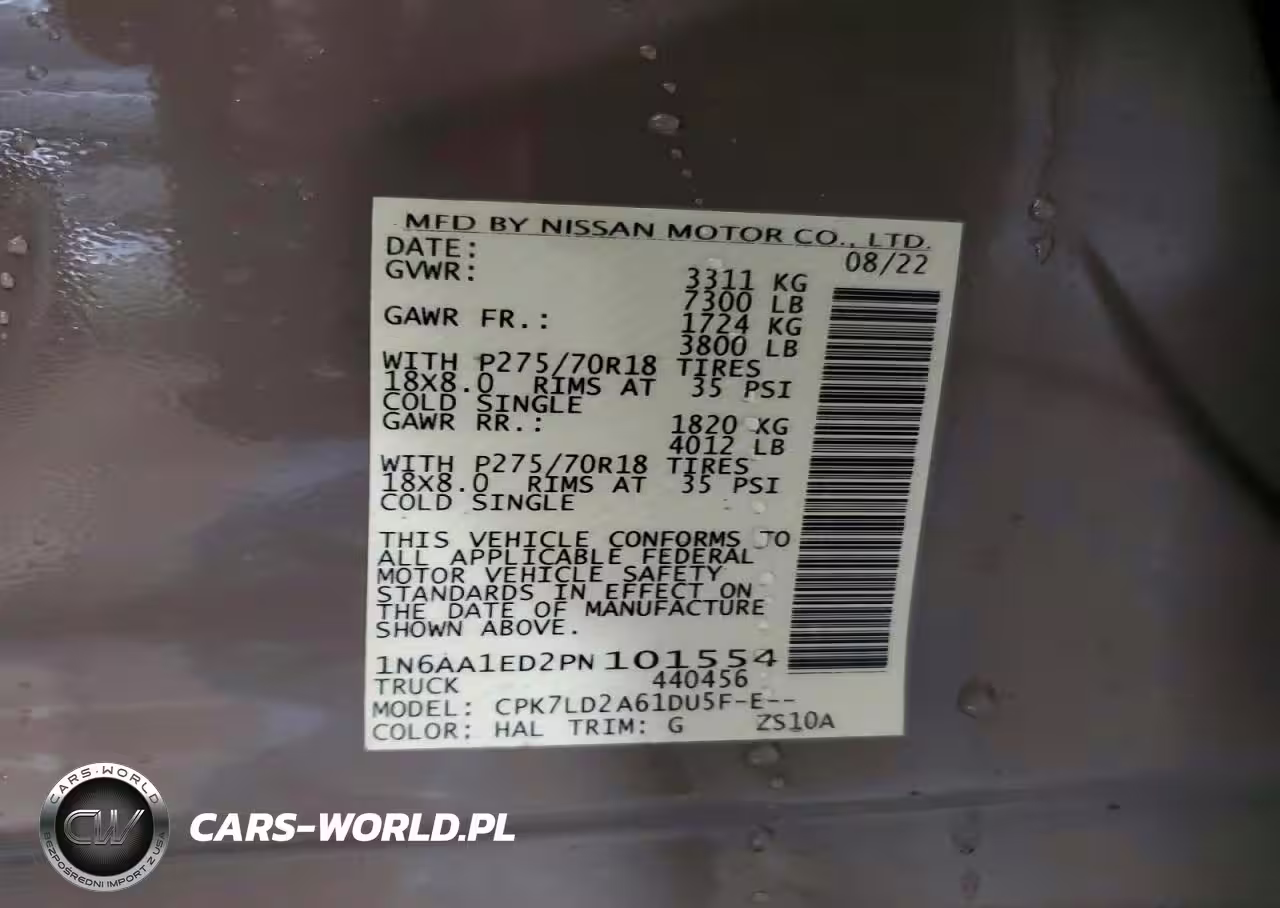 MFD BY NISSAN MOTOR CO., LTD.
DATE: 08/22
GVWR: 3311 KG
7300 LB
GAWR FR.: 1724 KG
3800 LB
WITH P275/70R18 TIRES
18X8.0 RIMS AT 35 PSI
COLD SINGLE
GAWR RR.: 1820 KG
4012 LB
WITH P275/70R18 TIRES
18X8.0 RIMS AT 35 PSI
COLD SINGLE
THIS VEHICLE CONFORMS TO
ALL APPLICABLE FEDERAL
MOTOR VEHICLE SAFETY
STANDARDS IN EFFECT ON
THE DATE OF MANUFACTURE
SHOWN ABOVE.
1N6AA1ED2PN101554
TRUCK 440456
MODEL: CPK7LD2A61DU5F-E--
COLOR: HAL TRIM: G ZS10A
CARS-WORLD
CW
BEZPOŚREDNI IMPORT Z USA
CARS-WORLD.PL